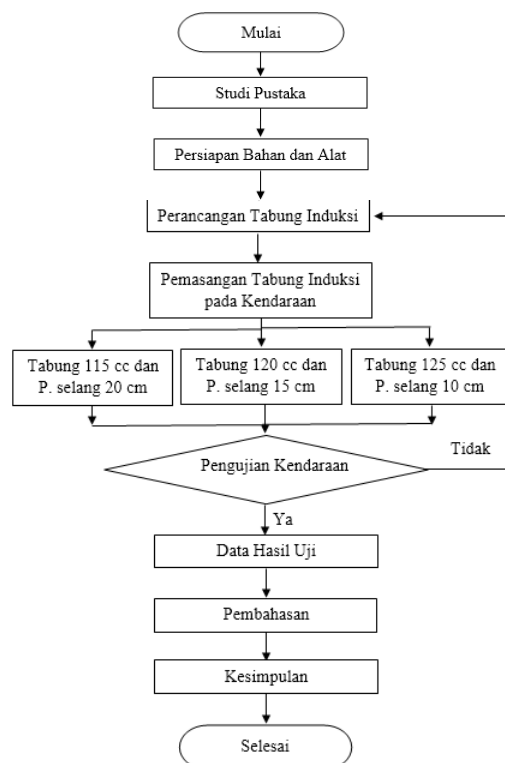 Mulai
Studi Pustaka
Persiapan Bahan dan Alat
Perancangan Tabung Induksi
Pemasangan Tabung Induksi
pada Kendaraan
Tabung 115 cc dan
P. selang 20 cm
Tabung 120 cc dan
P. selang 15 cm
Tabung 125 cc dan
P. selang 10 cm
Pengujian Kendaraan
Tidak
Ya
Data Hasil Uji
Pembahasan
Kesimpulan
Selesai